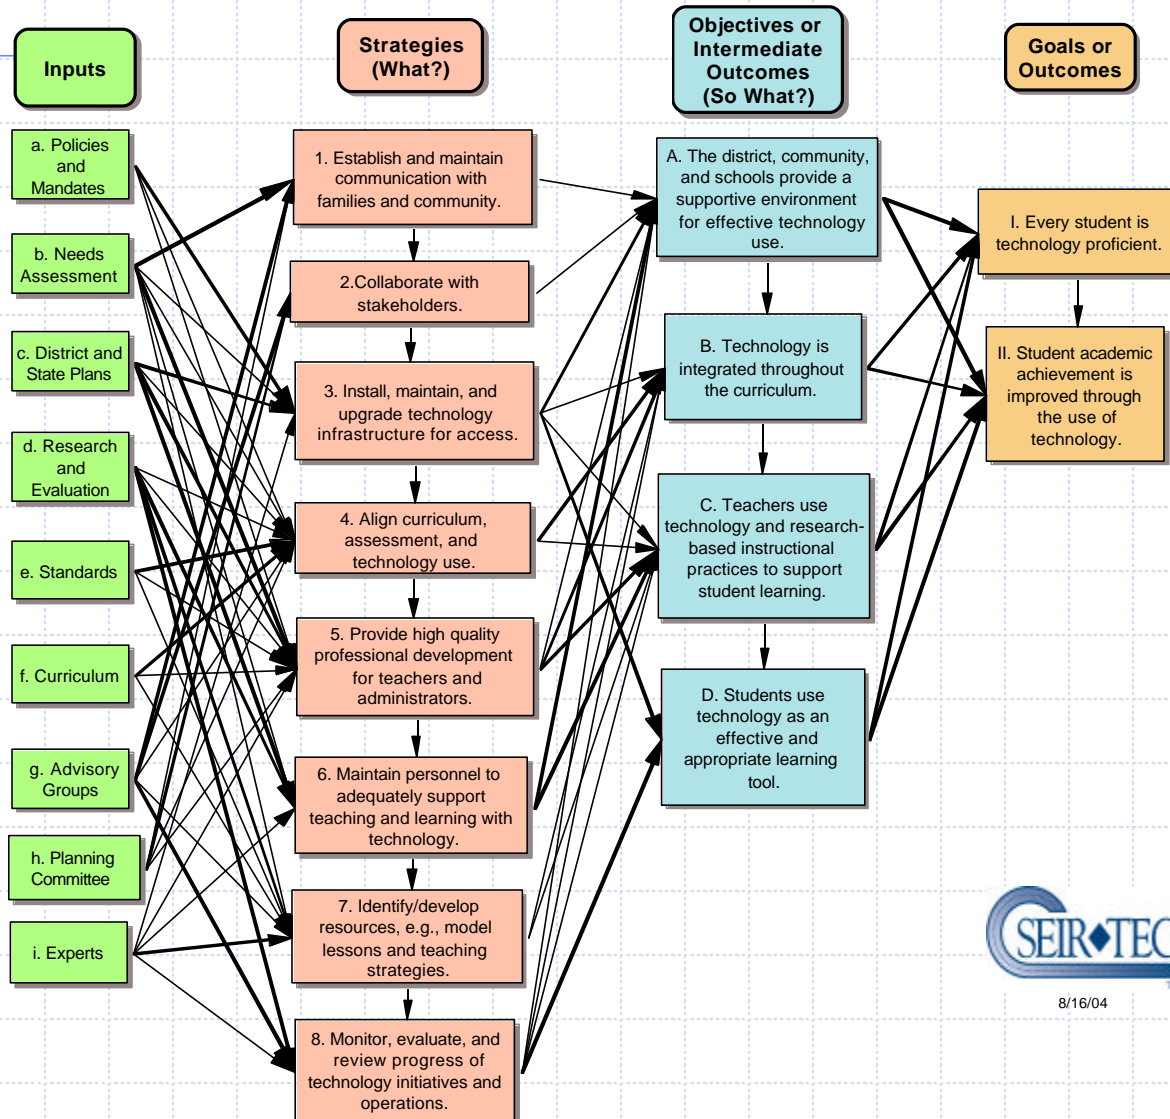 Inputs
Strategies
(What?)
Objectives or
Intermediate
Outcomes
(So What?)
Goals or
Outcomes
a. Policies
and
Mandates
b. Needs
Assessment
c. District and
State Plans
d. Research
and
Evaluation
e. Standards
f. Curriculum
g. Advisory
Groups
h. Planning
Committee
i. Experts
1. Establish and maintain
communication with
families and community.
2.Collaborate with
stakeholders.
3. Install, maintain, and
upgrade technology
infrastructure for access.
4. Align curriculum,
assessment, and
technology use.
5. Provide high quality
professional development
for teachers and
administrators.
6. Maintain personnel to
adequately support
teaching and learning with
technology.
7. Identify/develop
resources, e.g., model
lessons and teaching
strategies.
8. Monitor, evaluate, and
review progress of
technology initiatives and
operations.
A. The district, community,
and schools provide a
supportive environment
for effective technology
use.
B. Technology is
integrated throughout
the curriculum.
C. Teachers use
technology and research-
based instructional
practices to support
student learning.
D. Students use
technology as an
effective and
appropriate learning
tool.
I. Every student is
technology proficient.
II. Student academic
achievement is
improved through
the use of
technology.
SEIR♦TEC
8/16/04